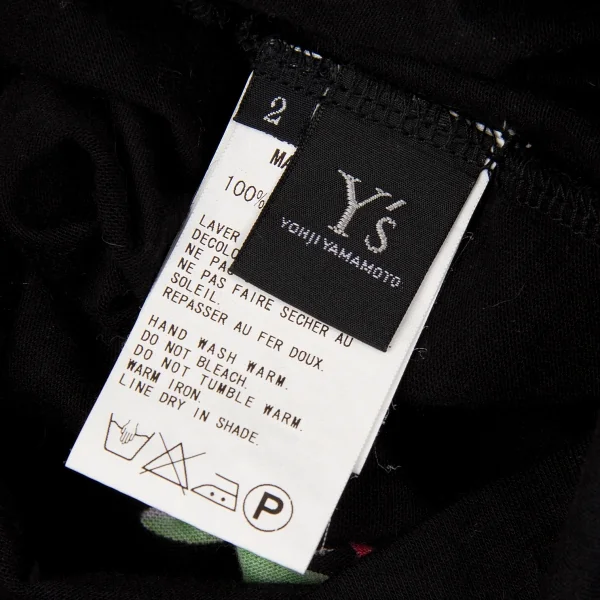 2
Y's
YOHJI YAMAMOTO
MA
100%
LAVER
DECOLO
NE PA
NE PAS FAIRE SECHER AU
SOLEIL.
REPASSER AU FER DOUX.
HAND WASH WARM.
DO NOT BLEACH.
DO NOT TUMBLE WARM.
WARM IRON.
LINE DRY IN SHADE.
P